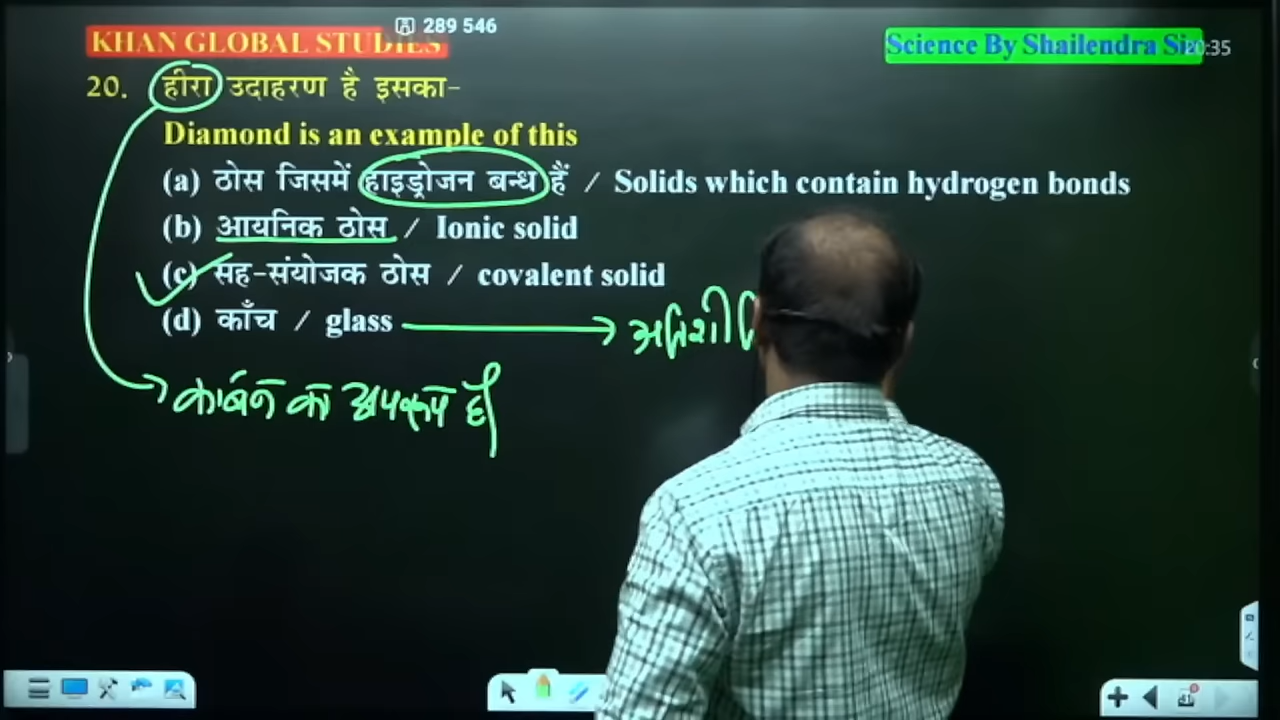 KHAN GLOBAL STUDIES
289 546
Science By Shailendra
20:35
20. हीरा उदाहरण है इसका-
Diamond is an example of this
(a) ठोस जिसमें हाइड्रोजन बन्ध हैं / Solids which contain hydrogen bonds
(b) आयनिक ठोस / Ionic solid
(c) सह-संयोजक ठोस / covalent solid
(d) काँच / glass
कार्बन का अपरूप है
41